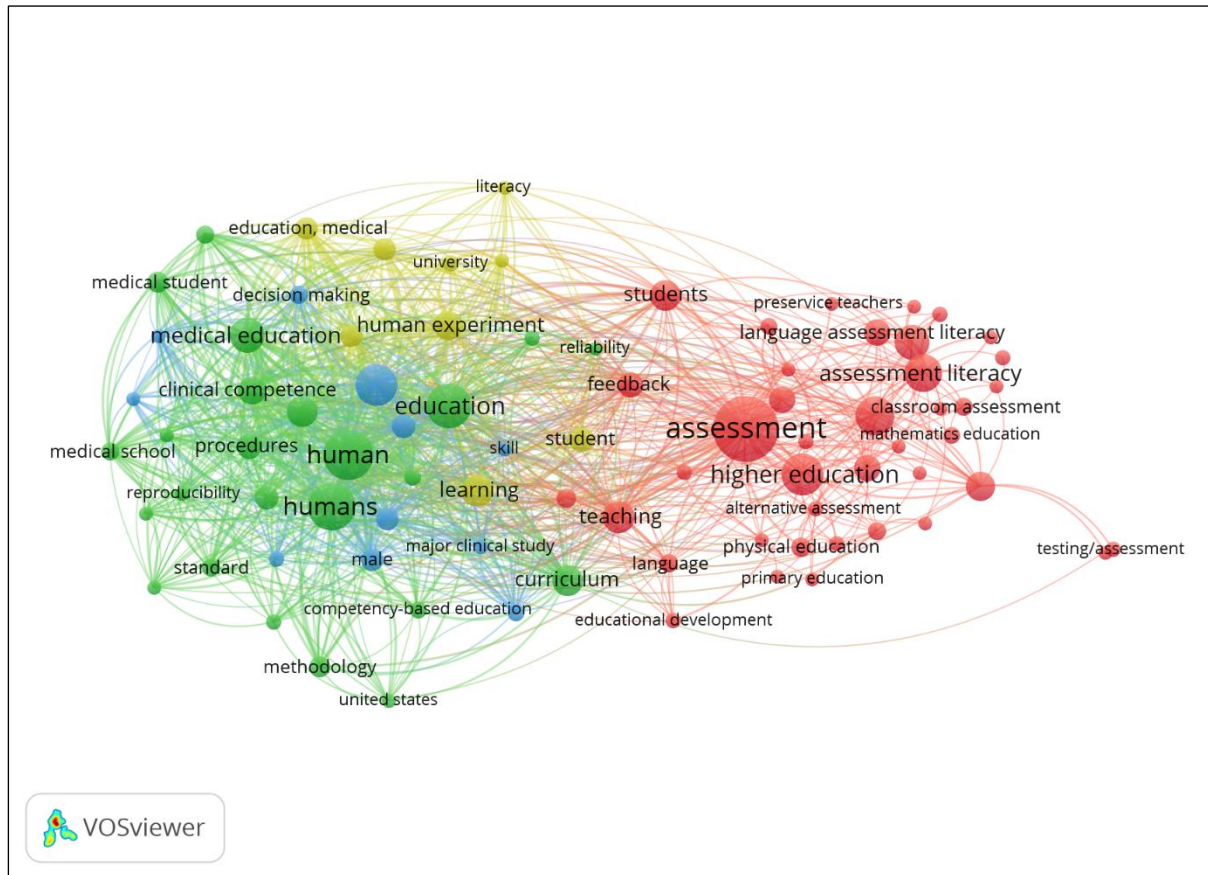 literacy
education, medical
university
medical student
decision making
students
preservice teachers
medical education
human experiment
language assessment literacy
reliability
assessment literacy
clinical competence
feedback
education
classroom assessment
assessment
mathematics education
student
procedures
skill
medical school
human
higher education
learning
reproducibility
humans
alternative assessment
teaching
major clinical study
physical education
testing/assessment
male
standard
language
curriculum
primary education
competency-based education
educational development
methodology
united states
VOSviewer